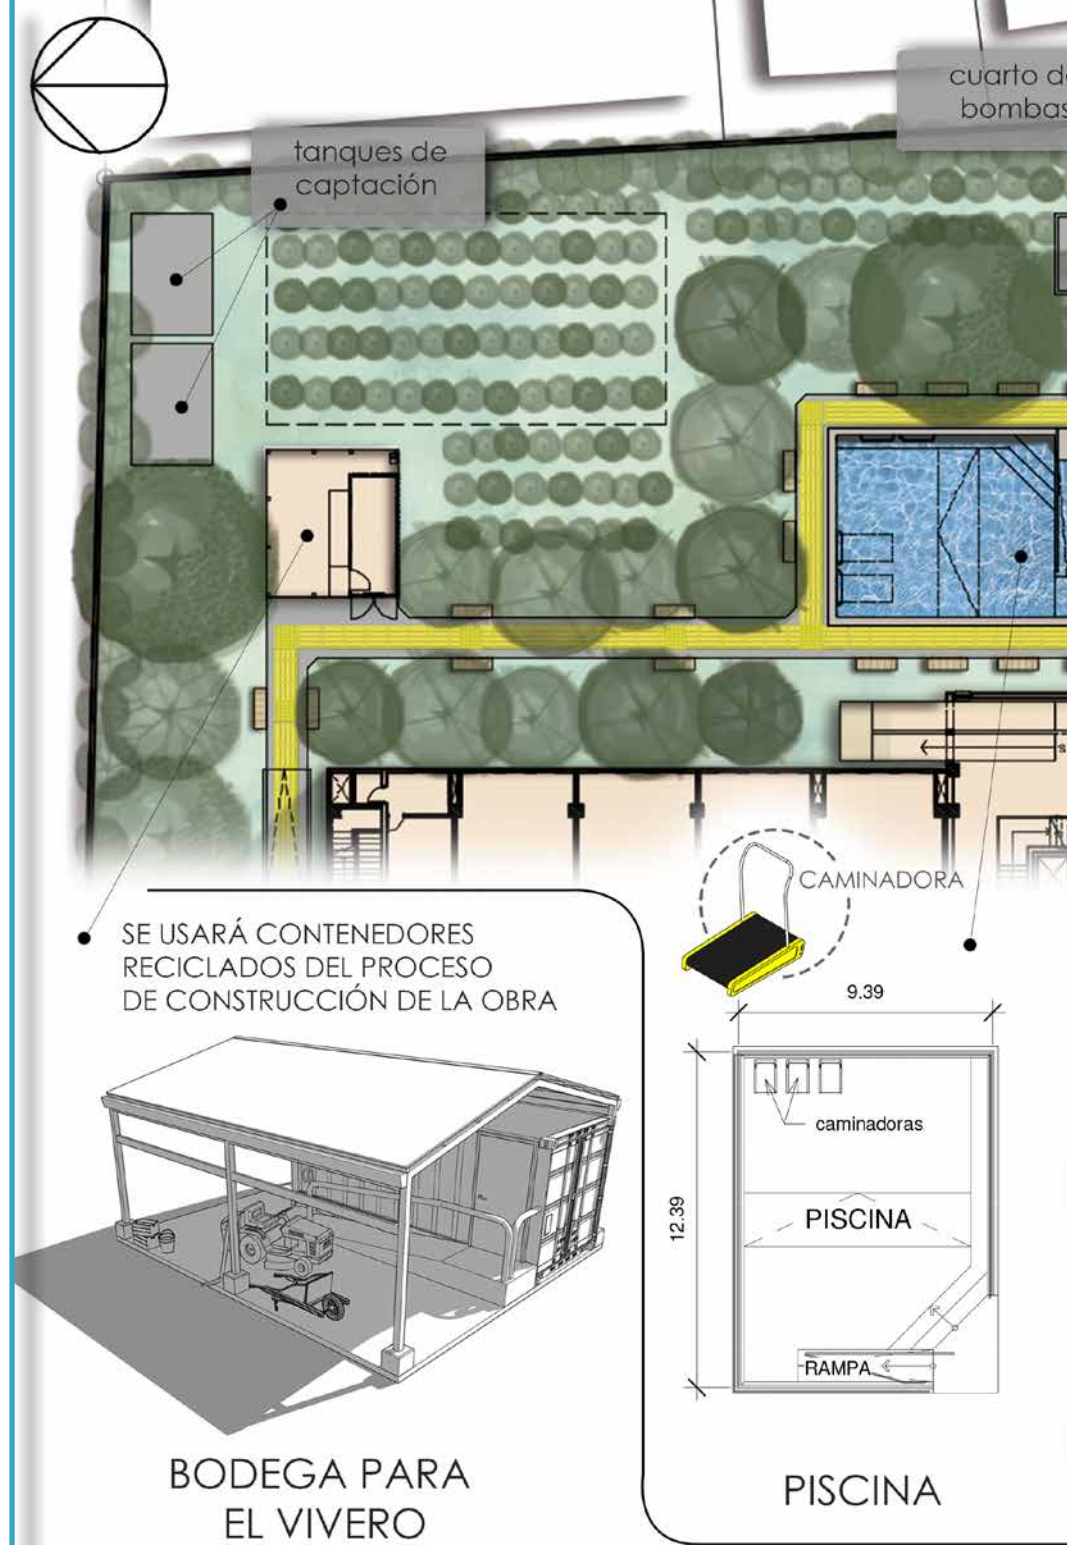 tanques de
captación
cuarto de
bombas
CAMINADORA
SE USARÁ CONTENEDORES
RECICLADOS DEL PROCESO
DE CONSTRUCCIÓN DE LA OBRA
9.39
caminadoras
12.39
PISCINA
RAMPA
BODEGA PARA
EL VIVERO
PISCINA